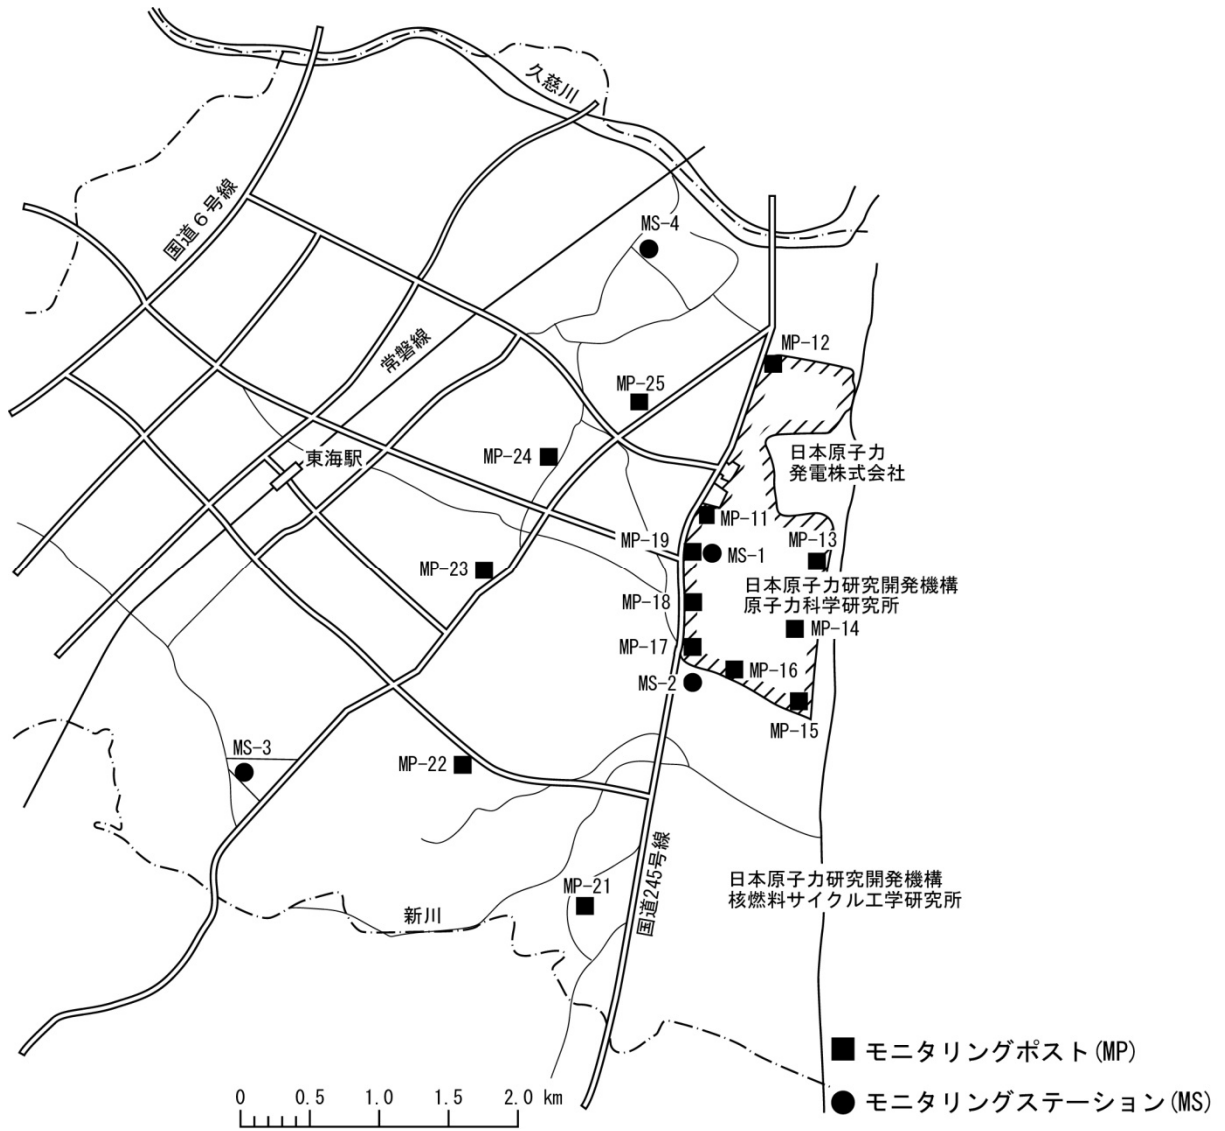 久慈川
国道6号線
MS-4
常磐線
MP-12
MP-25
日本原子力
発電株式会社
東海駅
MP-24
MP-11
MP-19
MS-1
MP-13
MP-23
日本原子力研究開発機構
原子力科学研究所
MP-18
MP-14
MP-17
MP-16
MS-2
MP-15
MS-3
MP-22
国道245号線
日本原子力研究開発機構
核燃料サイクル工学研究所
MP-21
新川
モニタリングポスト(MP)
0 0.5 1.0 1.5 2.0 km
モニタリングステーション(MS)